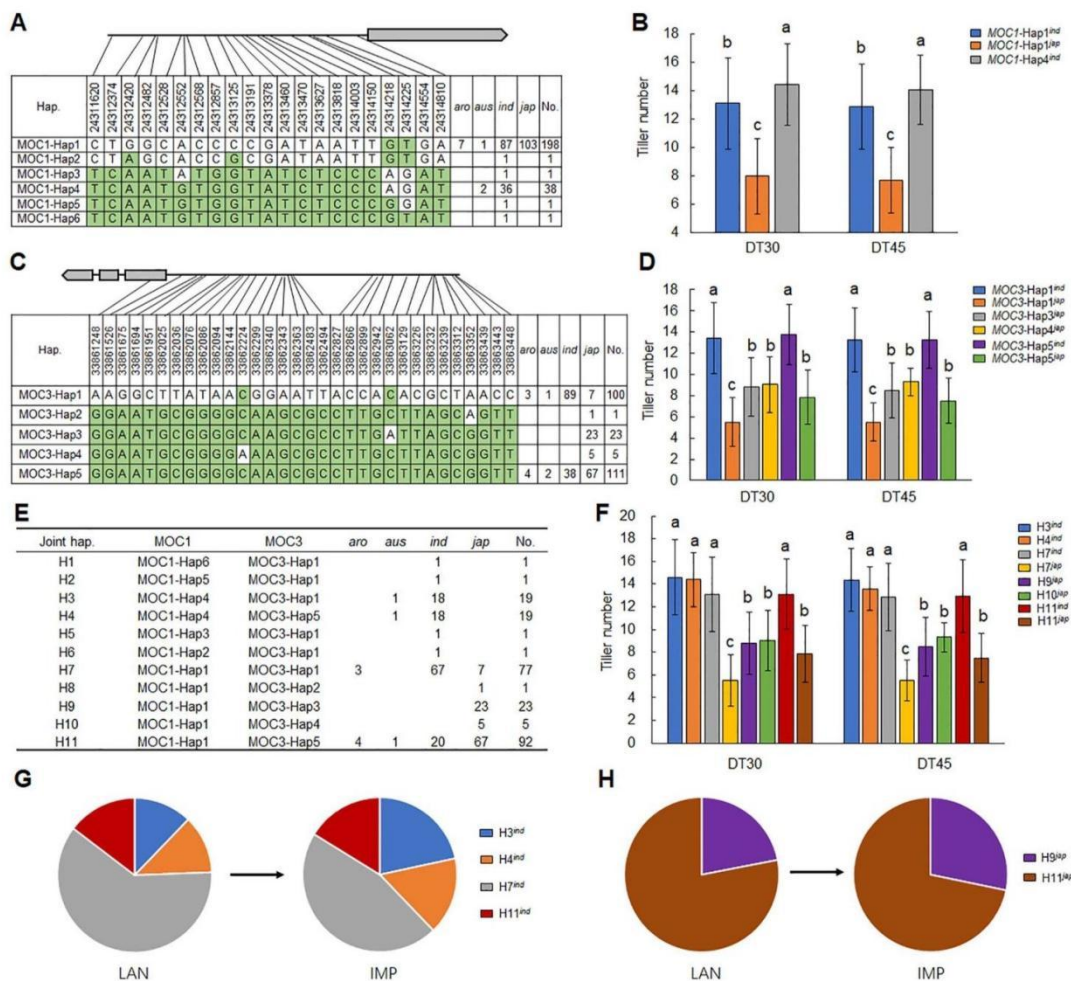 A
Hap. 24311620 24312374 24312420 24312482 24312528 24312552 24312568 24312857 24313125 24313191 24313378 24313460 24313470 24313627 24313818 24314003 24314150 24314218 24314225 24314554 24314810 aro aus ind jap No.
MOC1-Hap1 C T G G C A C C C C G A T A A T T G T G A 7 1 87 103 198
MOC1-Hap2 C T A G C A C C G C G A T A A T T G T G A 1 1
MOC1-Hap3 T C A A T A T G G T A T C T C C C A G A T 1 1
MOC1-Hap4 T C A A T G T G G T A T C T C C C A G A T 2 36 38
MOC1-Hap5 T C A A T G T G G T A T C T C C C G G A T 1 1
MOC1-Hap6 T C A A T G T G G T A T C T C C C G T A T 1 1
B
Tiller number
18
16
14
12
10
8
6
4
b c a b c a
DT30 DT45
MOC1-Hap1ind
MOC1-Hap1jap
MOC1-Hap4ind
C
Hap. 33861248 33861526 33861675 33861694 33861951 33862025 33862036 33862076 33862086 33862094 33862144 33862224 33862299 33862340 33862343 33862363 33862483 33862494 33862827 33862866 33862899 33862942 33863062 33863129 33863226 33863232 33863239 33863312 33863352 33863439 33863443 33863448 aro aus ind jap No.
MOC3-Hap1 A A G G C T T A T A A C G G A A T T A C C A C A C G C T A A C C 3 1 89 7 100
MOC3-Hap2 G G A A T G C G G G G C A A G C G C C T T G C T T A G C A G T T 1 1
MOC3-Hap3 G G A A T G C G G G G C A A G C G C C T T G A T T A G C G G T T 23 23
MOC3-Hap4 G G A A T G C G G G G A A A G C G C C T T G C T T A G C G G T T 5 5
MOC3-Hap5 G G A A T G C G G G G C A A G C G C C T T G C T T A G C G G T T 4 2 38 67 111
D
Tiller number
18
16
14
12
10
8
6
4
2
0
a c b b a b a c b b a b
DT30 DT45
MOC3-Hap1ind
MOC3-Hap1jap
MOC3-Hap3jap
MOC3-Hap4jap
MOC3-Hap5ind
MOC3-Hap5jap
E
Joint hap. MOC1 MOC3 aro aus ind jap No.
H1 MOC1-Hap6 MOC3-Hap1 1 1
H2 MOC1-Hap5 MOC3-Hap1 1 1
H3 MOC1-Hap4 MOC3-Hap1 1 18 19
H4 MOC1-Hap4 MOC3-Hap5 1 18 19
H5 MOC1-Hap3 MOC3-Hap1 1 1
H6 MOC1-Hap2 MOC3-Hap1 1 1
H7 MOC1-Hap1 MOC3-Hap1 3 67 7 77
H8 MOC1-Hap1 MOC3-Hap2 1 1
H9 MOC1-Hap1 MOC3-Hap3 23 23
H10 MOC1-Hap1 MOC3-Hap4 5 5
H11 MOC1-Hap1 MOC3-Hap5 4 1 20 67 92
F
Tiller number
20
18
16
14
12
10
8
6
4
2
0
a a a c b b a b a a a c b b a b
DT30 DT45
H3ind
H4ind
H7ind
H7jap
H9jap
H10jap
H11ind
H11jap
G
LAN IMP
H3ind
H4ind
H7ind
H11ind
H
LAN IMP
H9jap
H11jap